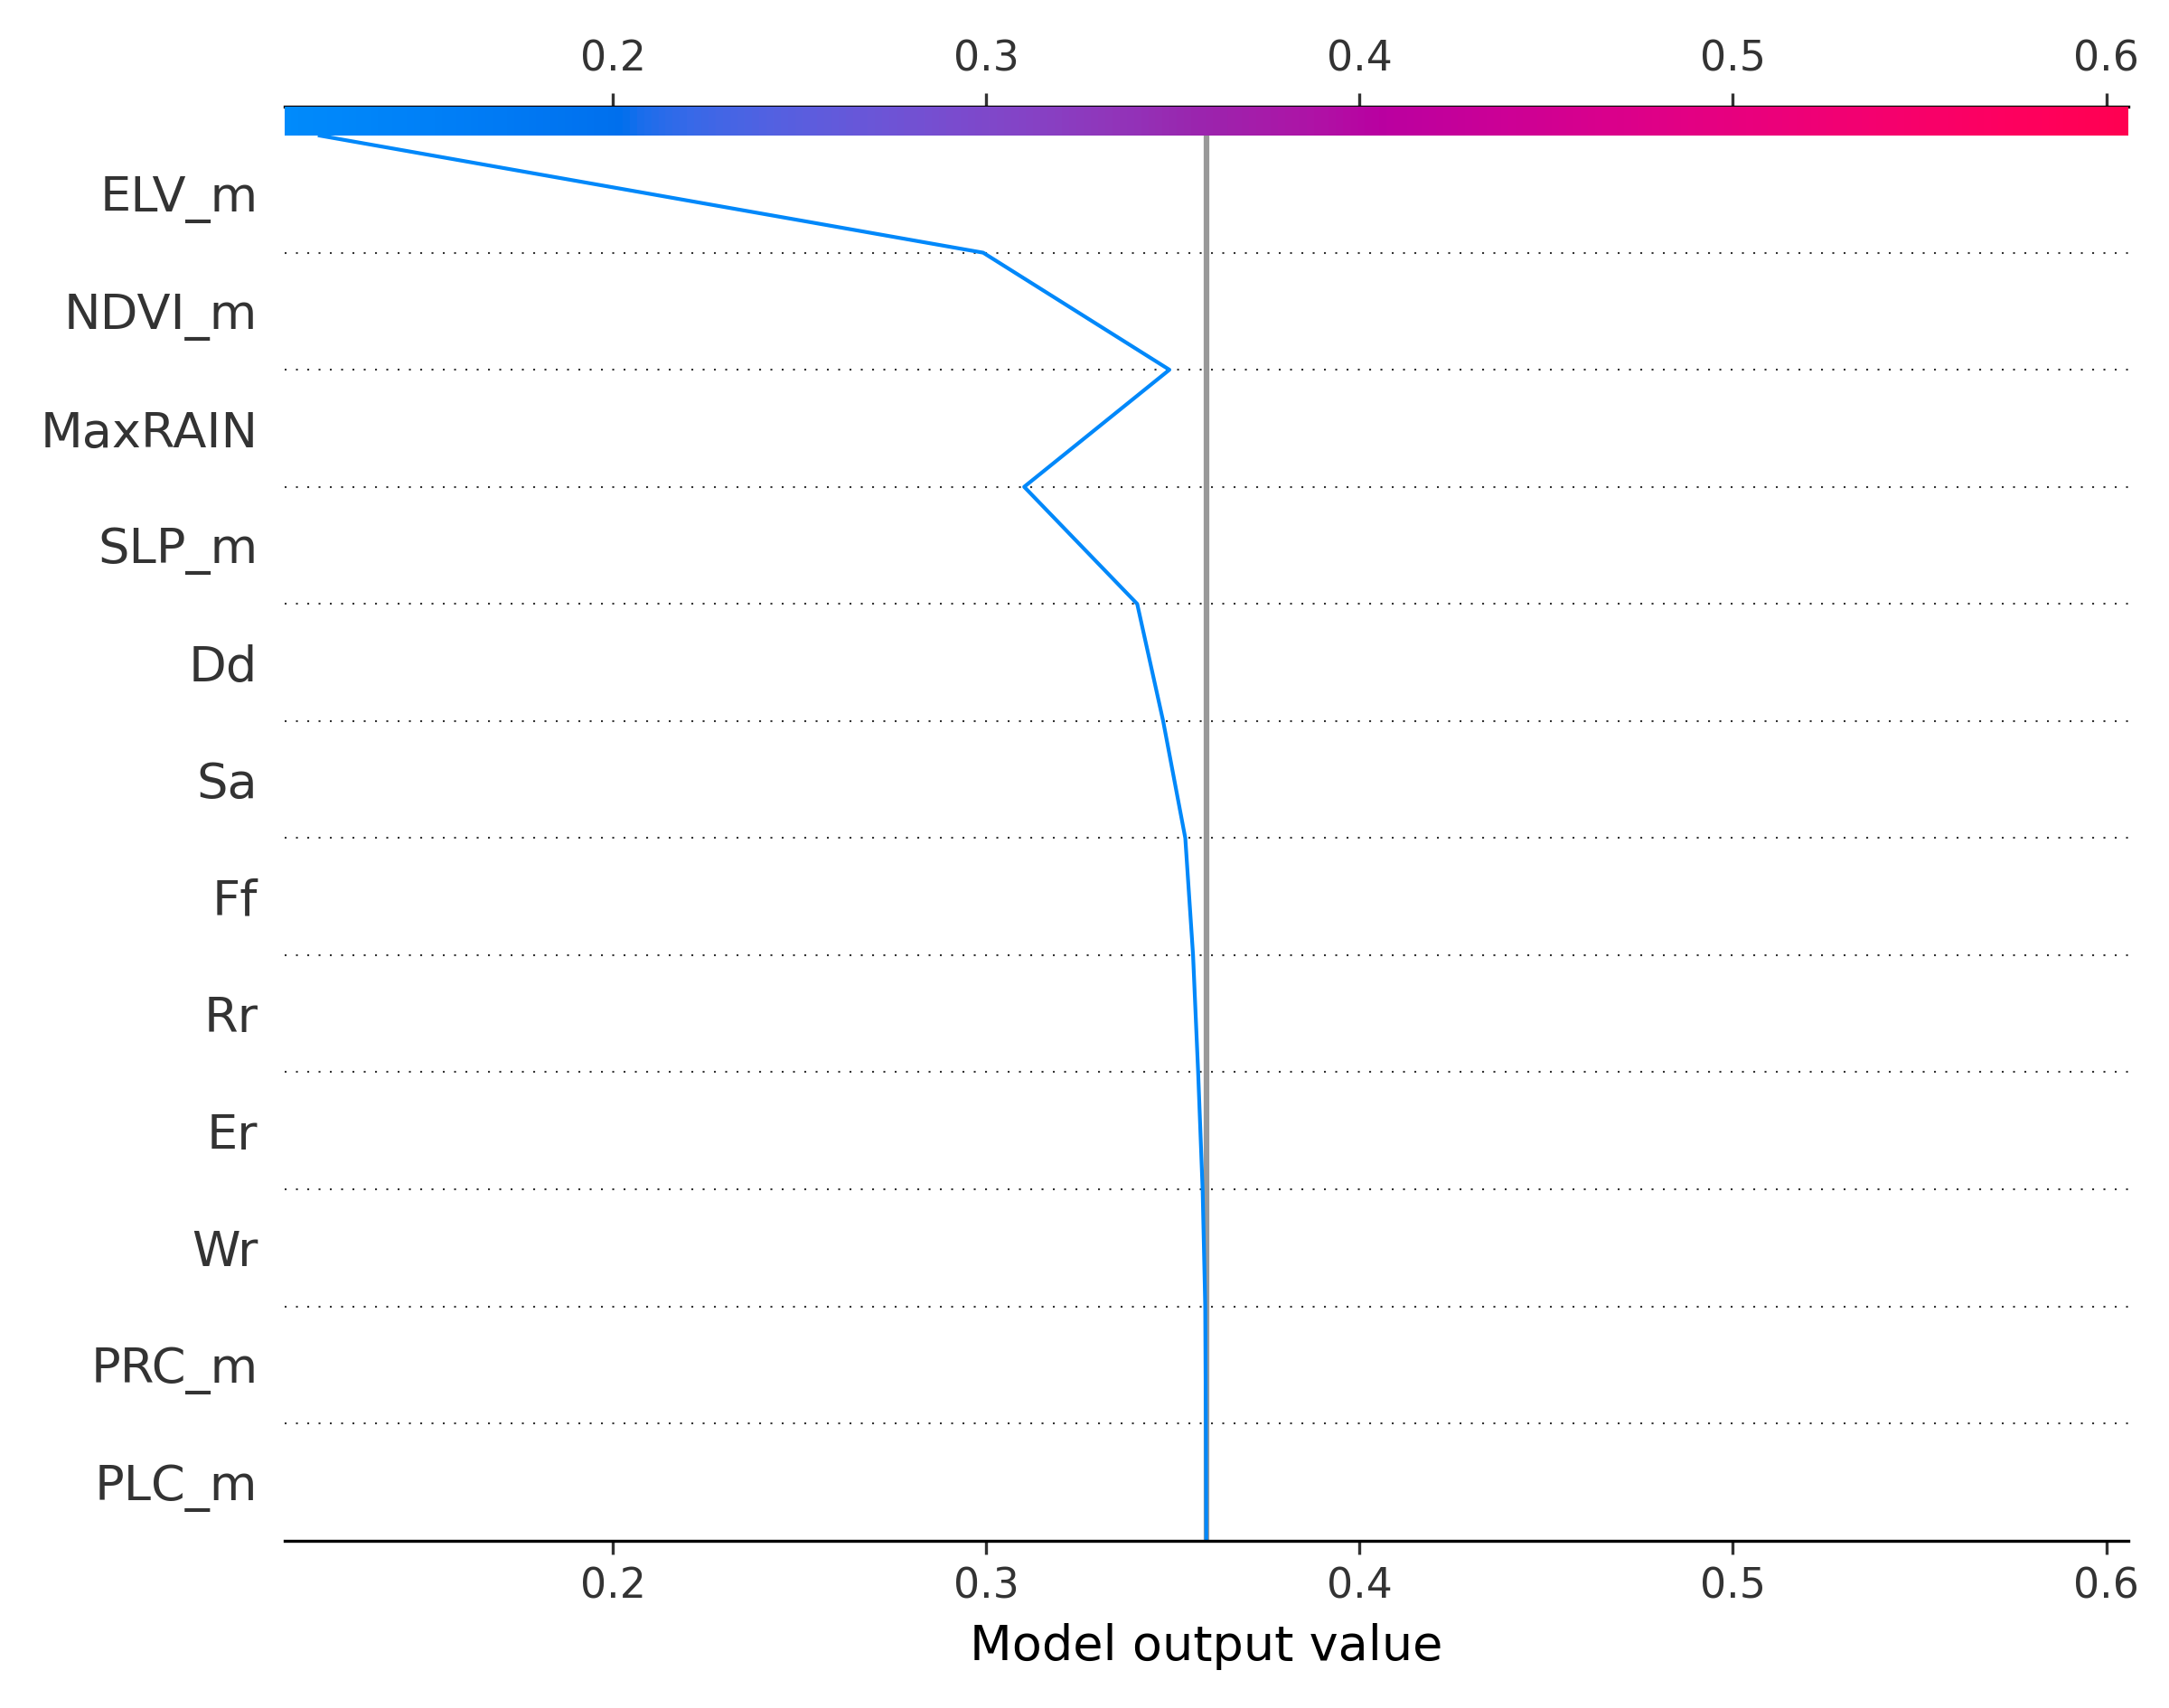 0.2 0.3 0.4 0.5 0.6
ELV_m
NDVI_m
MaxRAIN
SLP_m
Dd
Sa
Ff
Rr
Er
Wr
PRC_m
PLC_m
0.2 0.3 0.4 0.5 0.6
Model output value